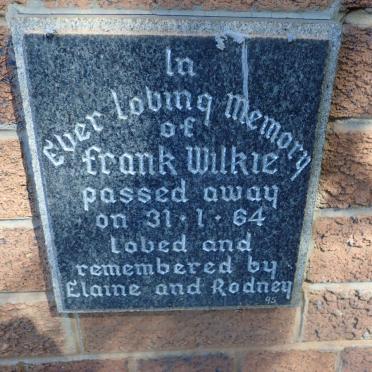 In
Ever Loving Memory
of
Frank Wilkie
passed away
on 31·1·64
Loved and
remembered by
Elaine and Rodney
95